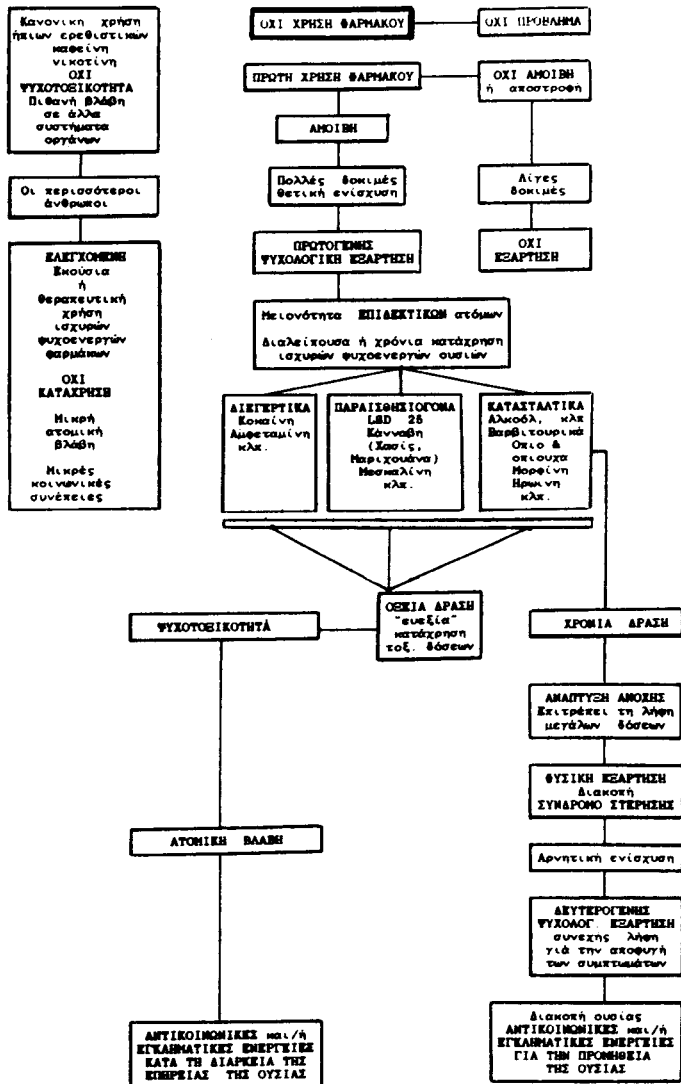 Κανονική χρήση
ήπιων ερεθιστικών
καφείνη
νικοτίνη
ΟΧΙ
ΨΥΧΟΤΟΞΙΚΟΤΗΤΑ
Πιθανή βλάβη
σε άλλα
συστήματα
οργάνων
Οι περισσότεροι
άνθρωποι
ΕΛΕΓΧΟΜΕΝΗ
Εκούσια
ή
θεραπευτική
χρήση
ισχυρών
ψυχοενεργών
φαρμάκων
ΟΧΙ
ΚΑΤΑΧΡΗΣΗ
Μικρή
ατομική
βλάβη
Μικρές
κοινωνικές
συνέπειες
ΟΧΙ ΧΡΗΣΗ ΦΑΡΜΑΚΟΥ
ΟΧΙ ΠΡΟΒΛΗΜΑ
ΠΡΩΤΗ ΧΡΗΣΗ ΦΑΡΜΑΚΟΥ
ΟΧΙ ΑΜΟΙΒΗ
ή αποστροφή
ΑΜΟΙΒΗ
Πολλές δοκιμές
θετική ενίσχυση
Λίγες
δοκιμές
ΠΡΩΤΟΓΕΝΗΣ
ΨΥΧΟΛΟΓΙΚΗ ΕΞΑΡΤΗΣΗ
ΟΧΙ
ΕΞΑΡΤΗΣΗ
Μειονότητα ΕΠΙΔΕΚΤΙΚΩΝ ατόμων
Διαλείπουσα ή χρόνια κατάχρηση
ισχυρών ψυχοενεργών ουσιών
ΔΙΕΓΕΡΤΙΚΑ
Κοκαίνη
Αμφεταμίνη
κλπ.
ΠΑΡΑΙΣΘΗΣΙΟΓΟΝΑ
LSD 25
Κάνναβη
(Χασίς,
Μαριχουάνα)
Μεσκαλίνη
κλπ.
ΚΑΤΑΣΤΑΛΤΙΚΑ
Αλκοόλ, κλπ
Βαρβιτουρικά
Οπιο &
οπιούχα
Μορφίνη
Ηρωίνη
κλπ.
ΟΞΕΙΑ ΔΡΑΣΗ
"ευεξία"
κατάχρηση
τοξ. δόσεων
ΨΥΧΟΤΟΞΙΚΟΤΗΤΑ
ΧΡΟΝΙΑ ΔΡΑΣΗ
ΑΝΑΠΤΥΞΗ ΑΝΟΧΗΣ
Επιτρέπει τη λήψη
μεγάλων δόσεων
ΦΥΣΙΚΗ ΕΞΑΡΤΗΣΗ
Διακοπή
ΣΥΝΔΡΟΜΟ ΣΤΕΡΗΣΗΣ
ΑΤΟΜΙΚΗ ΒΛΑΒΗ
Αρνητική ενίσχυση
ΔΕΥΤΕΡΟΓΕΝΗΣ
ΨΥΧΟΛΟΓ. ΕΞΑΡΤΗΣΗ
συνεχής λήψη
γιά την αποφυγή
των συμπτωμάτων
ΑΝΤΙΚΟΙΝΩΝΙΚΕΣ και/ή
ΕΓΚΛΗΜΑΤΙΚΕΣ ΕΝΕΡΓΕΙΕΣ
ΚΑΤΑ ΤΗ ΔΙΑΡΚΕΙΑ ΤΗΣ
ΕΠΗΡΕΙΑΣ ΤΗΣ ΟΥΣΙΑΣ
Διακοπή ουσίας
ΑΝΤΙΚΟΙΝΩΝΙΚΕΣ και/ή
ΕΓΚΛΗΜΑΤΙΚΕΣ ΕΝΕΡΓΕΙΕΣ
ΓΙΑ ΤΗΝ ΠΡΟΜΗΘΕΙΑ
ΤΗΣ ΟΥΣΙΑΣ